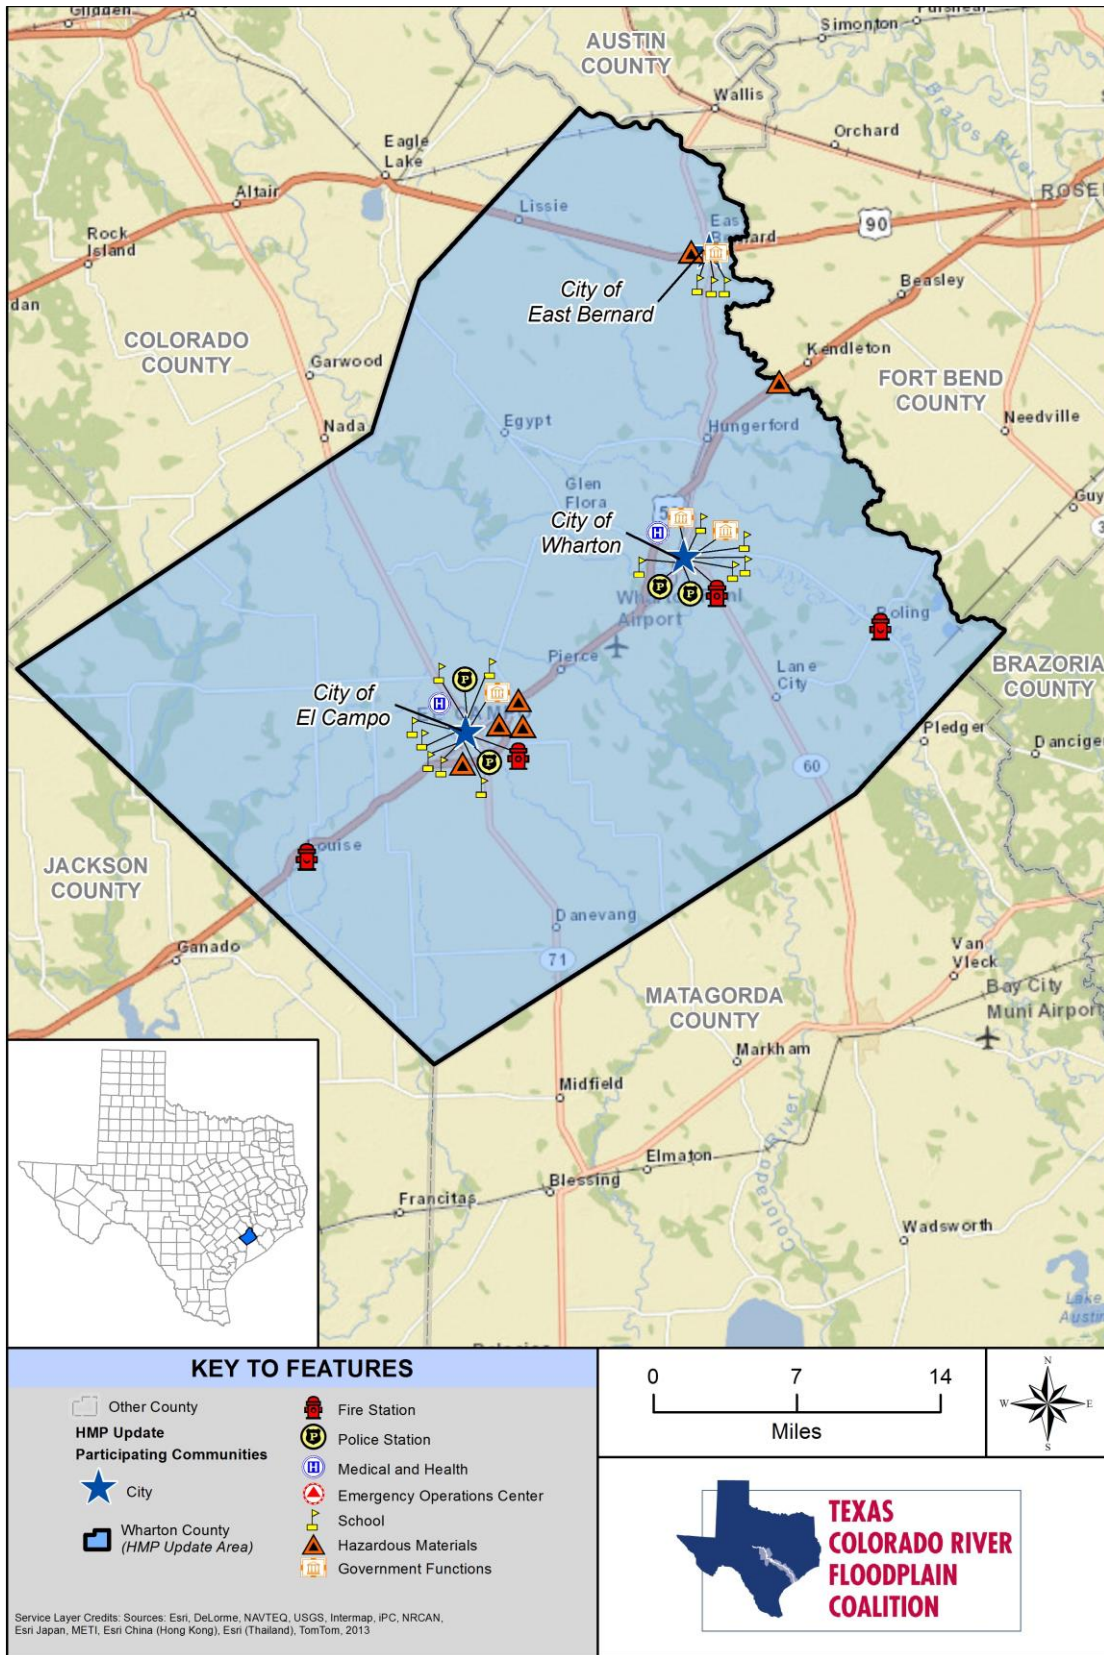 Glidden
Simonton
AUSTIN
COUNTY
Wallis
Brazos River
Orchard
Eagle
Lake
Altair
Lissie
East
Bernard
90
Rock
Island
City of
East Bernard
Beasley
COLORADO
COUNTY
Garwood
Kendleton
FORT BEND
COUNTY
Nada
Egypt
Hungerford
Needville
Glen
Flora
Guy
City of
Wharton
Airport
Boling
Pierce
BRAZORIA
COUNTY
Lane
City
City of
El Campo
Pledger
Danciger
60
Louise
JACKSON
COUNTY
Danevang
Ganado
71
Van
Vleck
MATAGORDA
COUNTY
Bay City
Muni Airport
Markham
Midfield
Colorado River
Elmaton
Blessing
Francitas
Wadsworth
Lake
Austin
KEY TO FEATURES
Other County
HMP Update
Participating Communities
City
Wharton County
(HMP Update Area)
Fire Station
Police Station
Medical and Health
Emergency Operations Center
School
Hazardous Materials
Government Functions
Service Layer Credits: Sources: Esri, DeLorme, NAVTEQ, USGS, Intermap, iPC, NRCAN,
Esri Japan, METI, Esri China (Hong Kong), Esri (Thailand), TomTom, 2013
0 7 14
Miles
N
W E
S
TEXAS
COLORADO RIVER
FLOODPLAIN
COALITION